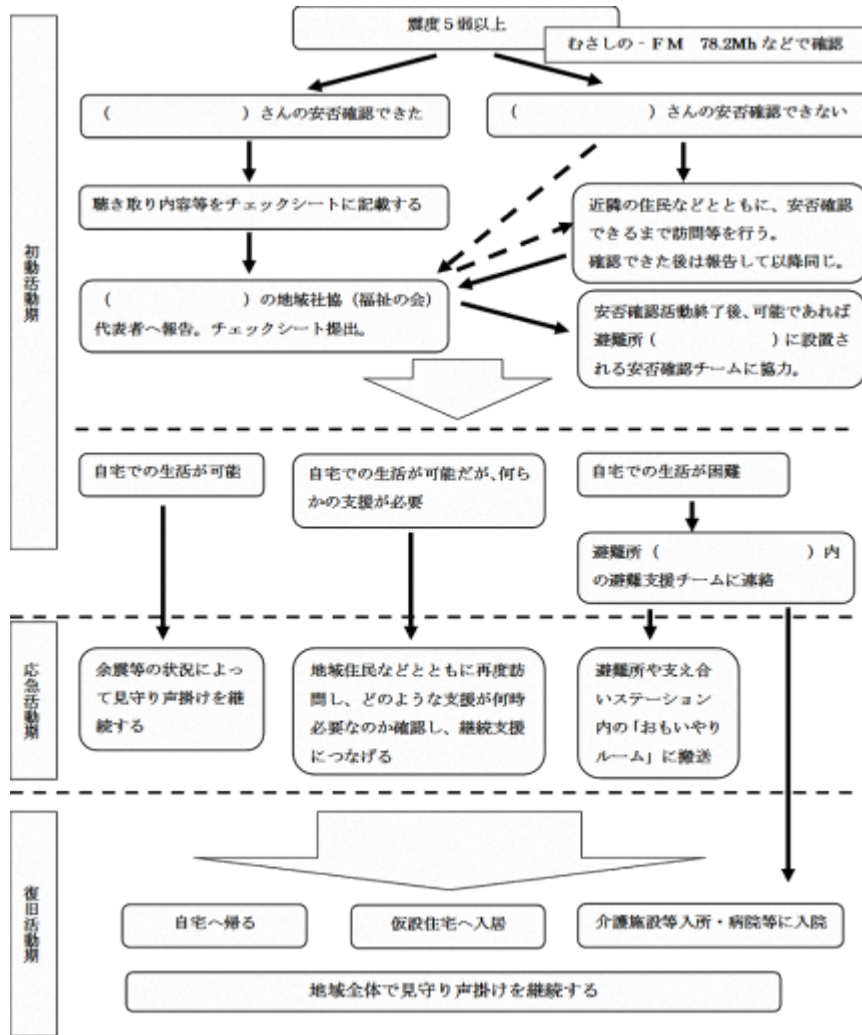 震度５弱以上
むさしの‐ＦＭ　78.2Mh などで確認
（　　　　　　　　）さんの安否確認できた
（　　　　　　　　）さんの安否確認できない
聴き取り内容等をチェックシートに記載する
近隣の住民などとともに、安否確認
できるまで訪問等を行う。
確認できた後は報告して以降同じ。
（　　　　　　　　）の地域社協（福祉の会）
代表者へ報告。チェックシート提出。
安否確認活動終了後、可能であれば
避難所（　　　　　　　　）に設置さ
れる安否確認チームに協力。
初動活動期
自宅での生活が可能
自宅での生活が可能だが、何ら
かの支援が必要
自宅での生活が困難
避難所（　　　　　　　　）内
の避難支援チームに連絡
応急活動期
余震等の状況によっ
て見守り声掛けを継
続する
地域住民などとともに再度訪
問し、どのような支援が何時
必要なのか確認し、継続支援
につなげる
避難所や支え合
いステーション
内の「おもいやり
ルーム」に搬送
復旧活動期
自宅へ帰る
仮設住宅へ入居
介護施設等入所・病院等に入院
地域全体で見守り声掛けを継続する